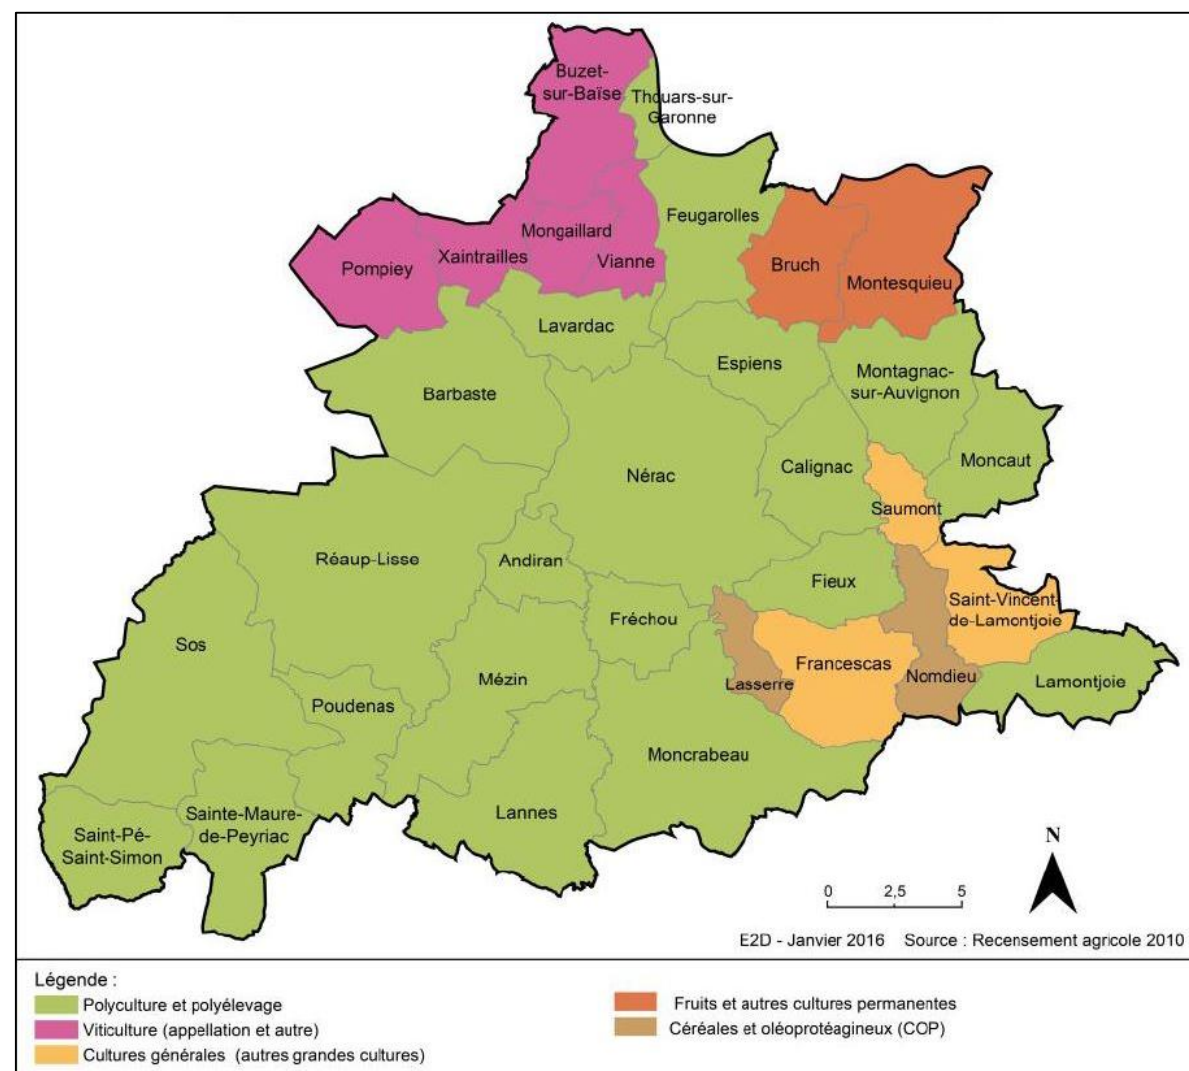 Buzet-
sur-Baïse
Thouars-sur-
Garonne
Feugarolles
Mongaillard
Xaintrailles
Vianne
Pompiey
Bruch
Montesquieu
Lavardac
Espiens
Montagnac-
sur-Auvignon
Barbaste
Moncaut
Calignac
Nérac
Saumont
Réaup-Lisse
Andiran
Fieux
Saint-Vincent-
de-Lamontjoie
Fréchou
Sos
Francescas
Nomdieu
Lasserre
Lamontjoie
Mézin
Poudenas
Moncrabeau
Lannes
Sainte-Maure-
de-Peyriac
Saint-Pé-
Saint-Simon
N
0 2,5 5
E2D - Janvier 2016 Source : Recensement agricole 2010
Légende :
Polyculture et polyélevage
Viticulture (appellation et autre)
Cultures générales (autres grandes cultures)
Fruits et autres cultures permanentes
Céréales et oléoprotéagineux (COP)